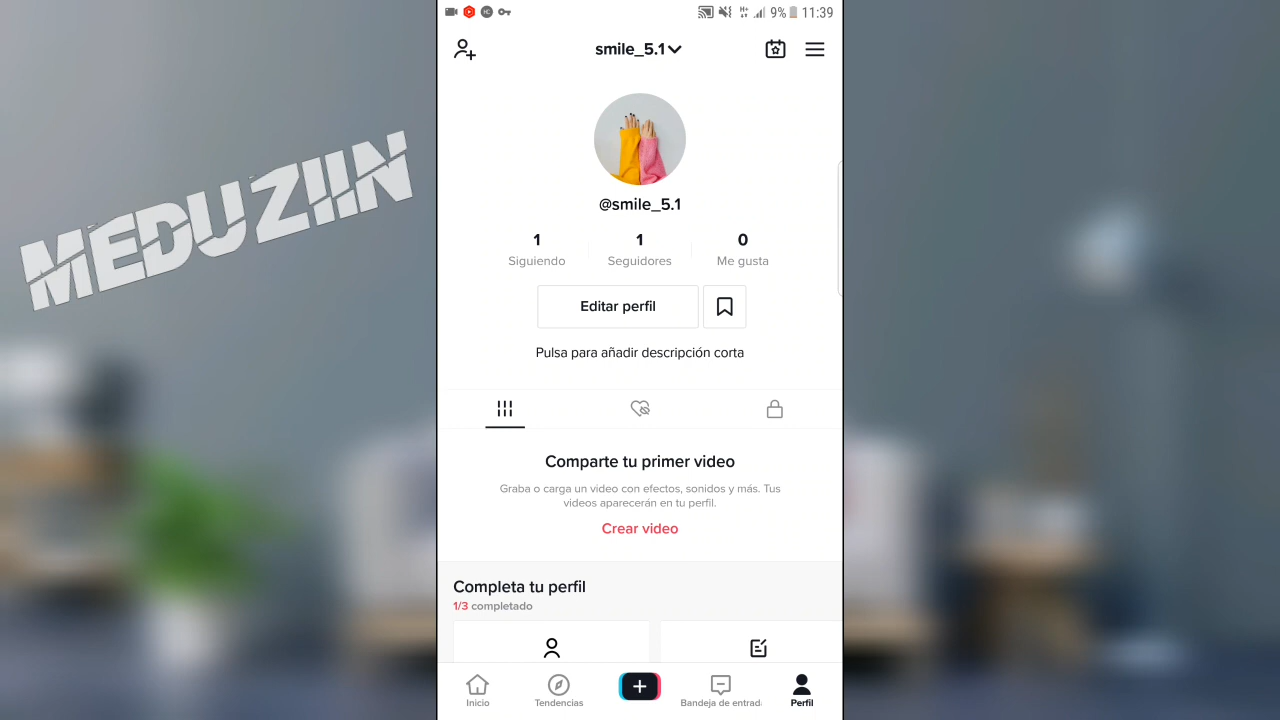 9% 11:39
smile_5.1
MEDUZIIN
@smile_5.1
1 1 0
Siguiendo Seguidores Me gusta
Editar perfil
Pulsa para añadir descripción corta
Comparte tu primer video
Graba o carga un video con efectos, sonidos y más. Tus
videos aparecerán en tu perfil.
Crear video
Completa tu perfil
1/3 completado
Inicio Tendencias Bandeja de entrad Perfil